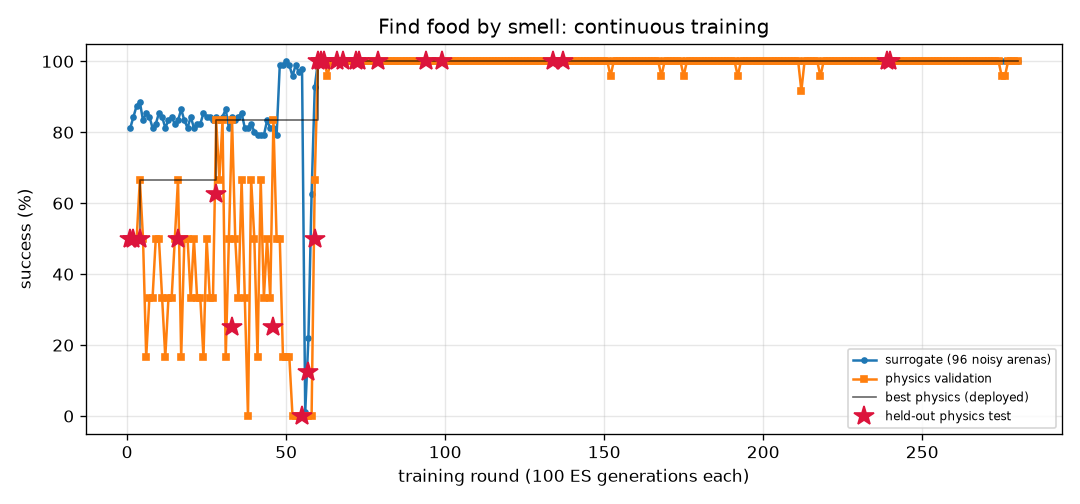 Find food by smell: continuous training
success (%)
100
80
60
40
20
0
0 50 100 150 200 250
training round (100 ES generations each)
surrogate (96 noisy arenas)
physics validation
best physics (deployed)
held-out physics test